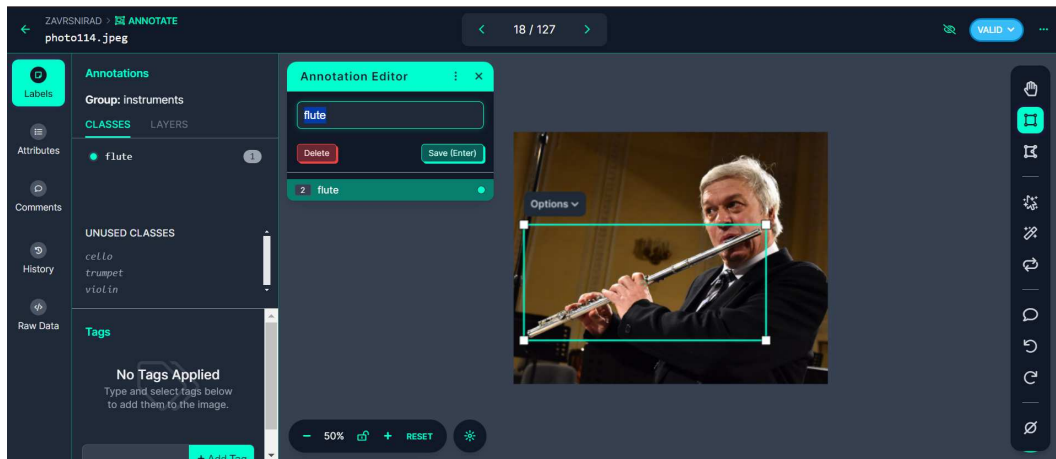 ZAVRSNIRAD > ANNOTATE
photo114.jpeg
18 / 127
VALID
Labels
Attributes
Comments
History
Raw Data
Annotations
Group: instruments
CLASSES LAYERS
flute 1
UNUSED CLASSES
cello
trumpet
violin
Tags
No Tags Applied
Type and select tags below
to add them to the image.
+ Add Tag
Annotation Editor
flute
Delete Save (Enter)
2 flute
Options
50% RESET